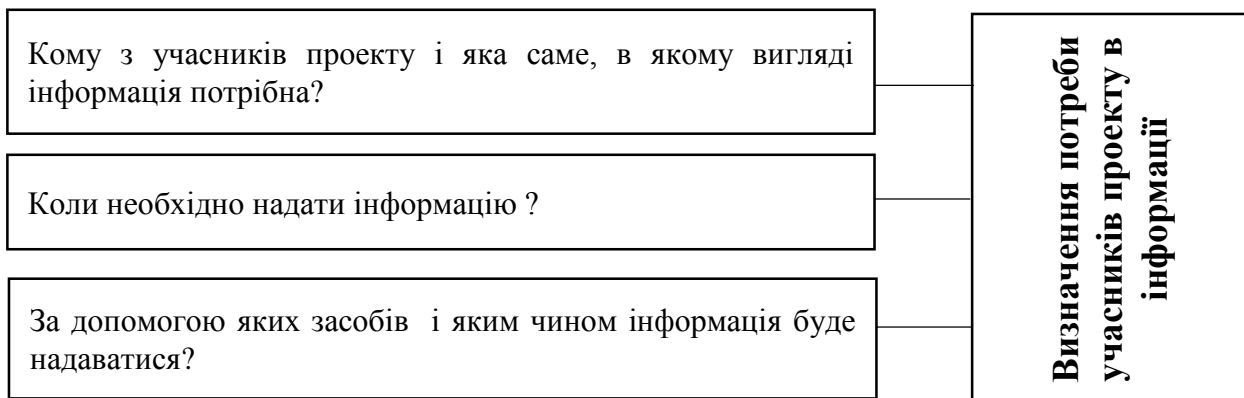 Кому з учасників проекту і яка саме, в якому вигляді
інформація потрібна?
Коли необхідно надати інформацію ?
За допомогою яких засобів і яким чином інформація буде
надаватися?
Визначення потреби
учасників проекту в
інформації